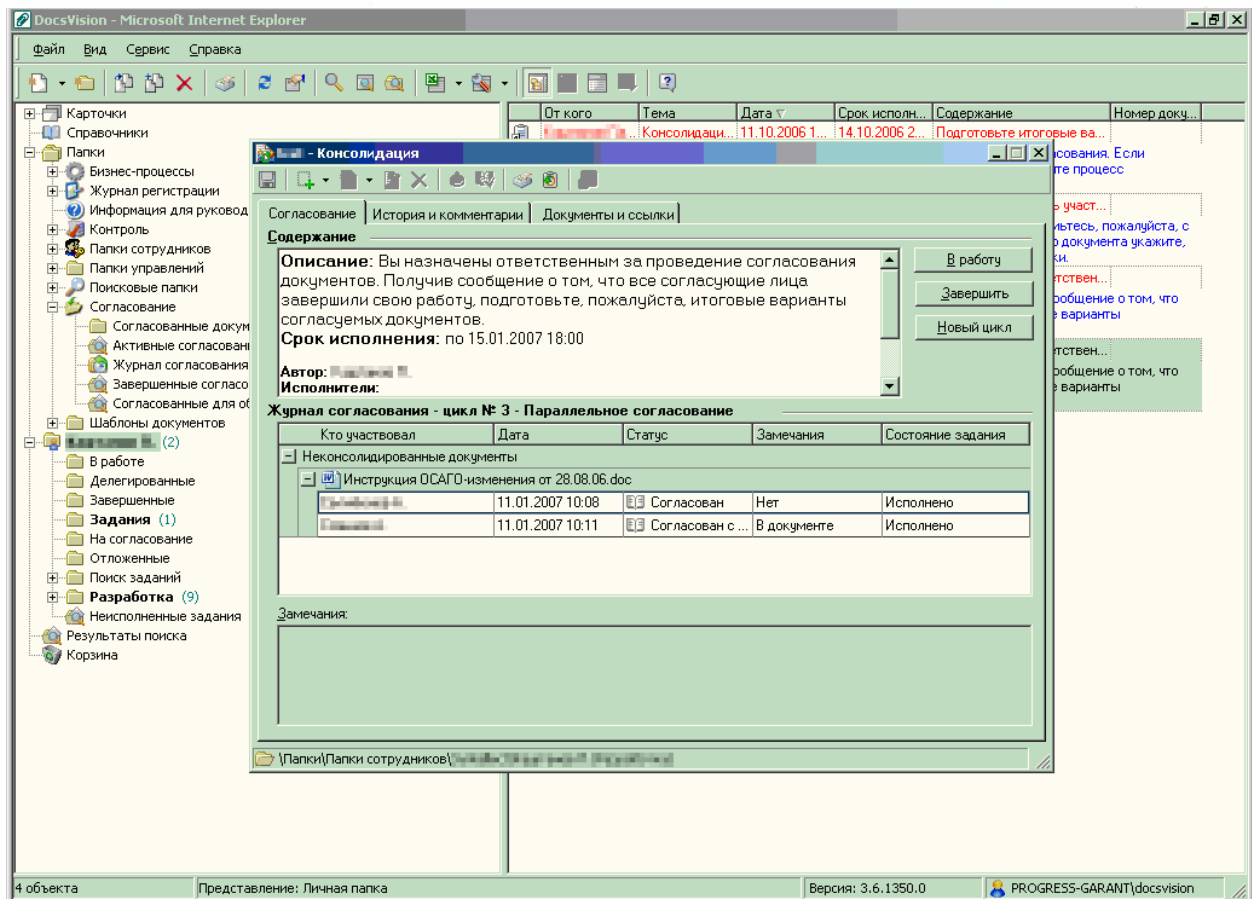 DocsVision - Microsoft Internet Explorer
Файл Вид Сервис Справка
Карточки
Справочники
Папки
Бизнес-процессы
Журнал регистрации
Информация для руковод
Контроль
Папки сотрудников
Папки управлений
Поисковые папки
Согласование
Согласованные докум
Активные согласован
Журнал согласования
Завершенные согласо
Согласованные для об
Шаблоны документов
(2)
В работе
Делегированные
Завершенные
Задания (1)
На согласование
Отложенные
Поиск заданий
Разработка (9)
Неисполненные задания
Результаты поиска
Корзина
От кого Тема Дата Срок исполн... Содержание Номер доку...
... Консолидаци... 11.10.2006 1... 14.10.2006 2... Подготовьте итоговые ва...
сования. Если
те процесс
ь участ...
мьтесь, пожалуйста, с
о документа укажите,
ки.
тствен...
ообщение о том, что
е варианты
тствен...
ообщение о том, что
е варианты
- Консолидация
Согласование История и комментарии Документы и ссылки
Содержание
Описание: Вы назначены ответственным за проведение согласования
документов. Получив сообщение о том, что все согласующие лица
завершили свою работу, подготовьте, пожалуйста, итоговые варианты
согласуемых документов.
Срок исполнения: по 15.01.2007 18:00
Автор:
Исполнители:
В работу
Завершить
Новый цикл
Журнал согласования - цикл № 3 - Параллельное согласование
Кто участвовал Дата Статус Замечания Состояние задания
Неконсолидированные документы
Инструкция ОСАГО-изменения от 28.08.06.doc
11.01.2007 10:08 Согласован Нет Исполнено
11.01.2007 10:11 Согласован с ... В документе Исполнено
Замечания:
\Папки\Папки сотрудников\
4 объекта Представление: Личная папка Версия: 3.6.1350.0 PROGRESS-GARANT\docsvision